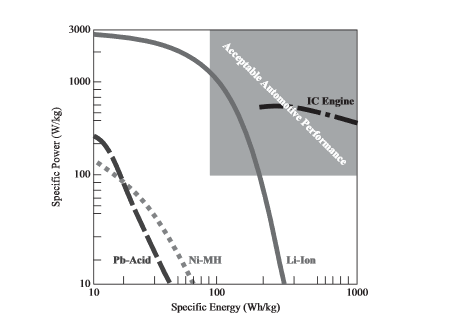 3000
1000
100
10
Specific Power (W/kg)
Acceptable Automotive Performance
IC Engine
Pb-Acid
Ni-MH
Li-Ion
10
100
1000
Specific Energy (Wh/kg)